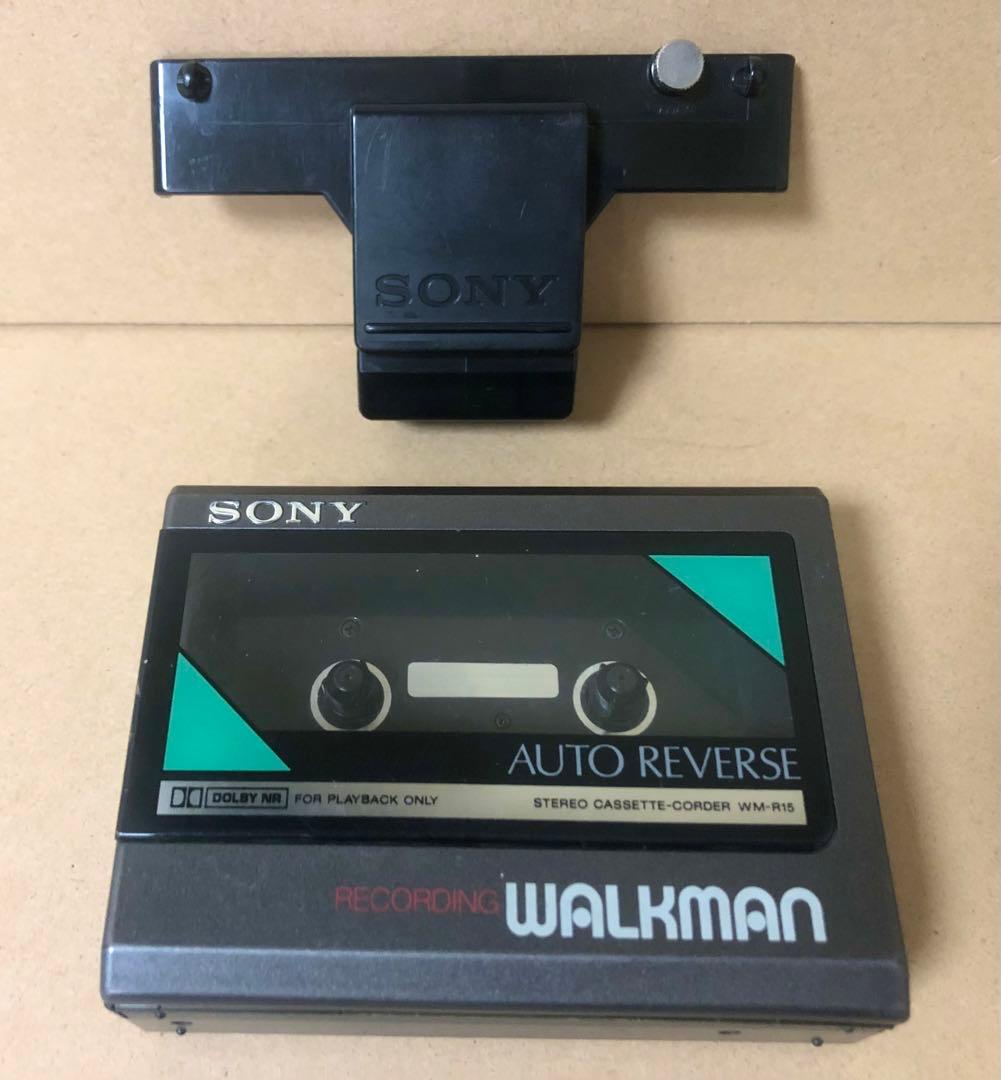 SONY
SONY
AUTO REVERSE
DOLBY NR FOR PLAYBACK ONLY STEREO CASSETTE-CORDER WM-R15
RECORDING WALKMAN